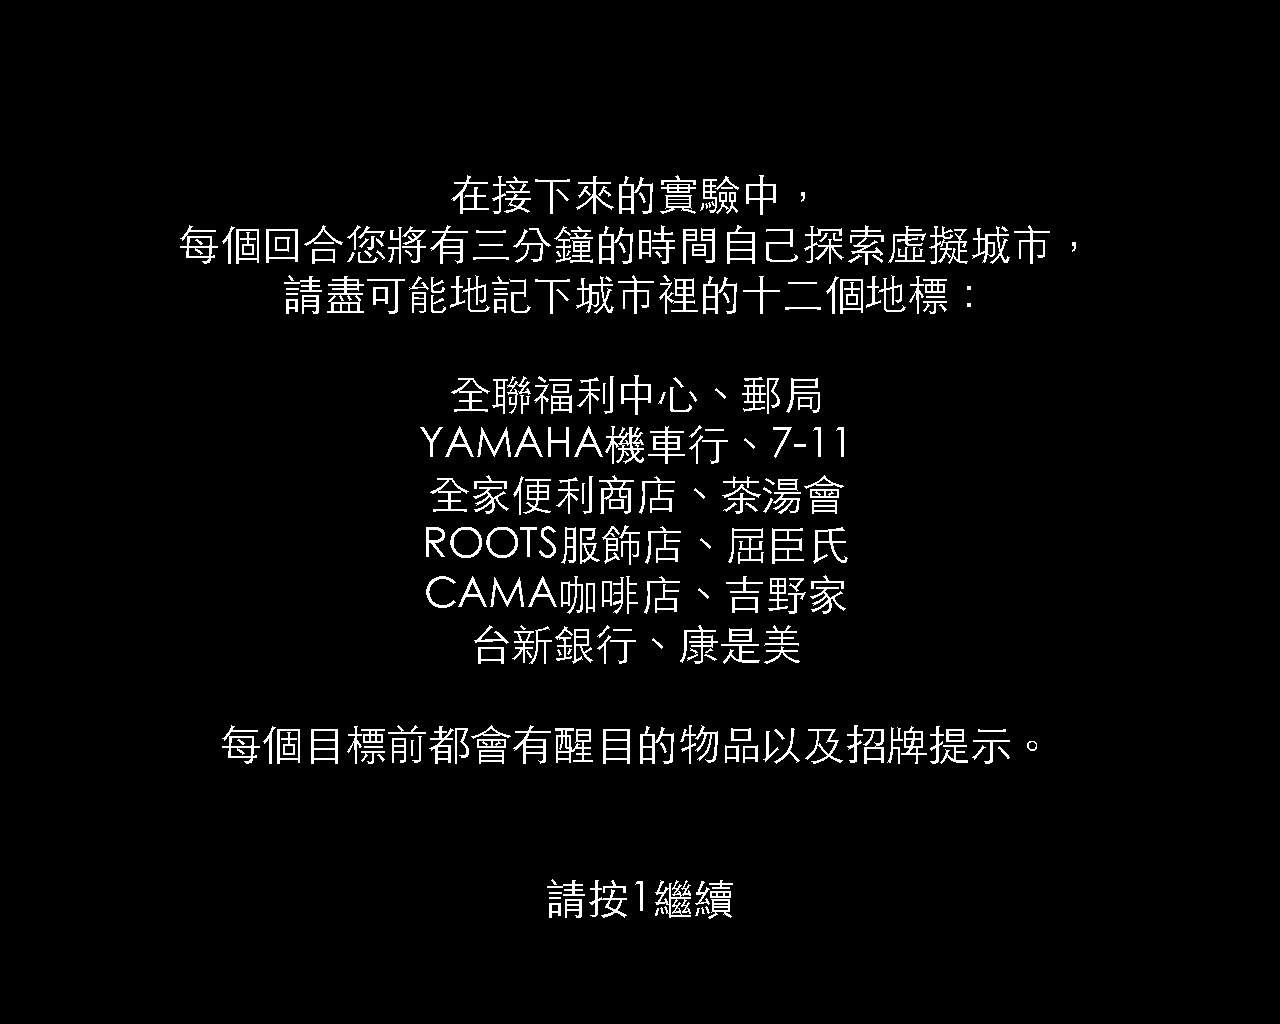 在接下來的實驗中，
每個回合您將有三分鐘的時間自己探索虛擬城市，
請盡可能地記下城市裡的十二個地標：
全聯福利中心、郵局
YAMAHA機車行、7-11
全家便利商店、茶湯會
ROOTS服飾店、屈臣氏
CAMA咖啡店、吉野家
台新銀行、康是美
每個目標前都會有醒目的物品以及招牌提示。
請按1繼續